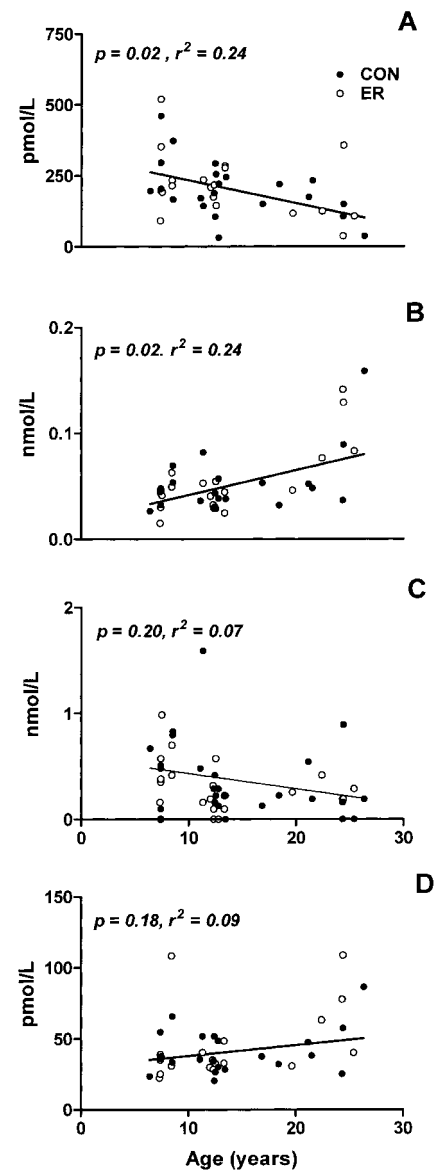 A
750
p = 0.02 , r2 = 0.24
CON
ER
500
pmol/L
250
0
B
0.2
p = 0.02. r2 = 0.24
nmol/L
0.1
0.0
C
2
p = 0.20, r2 = 0.07
nmol/L
1
0
0 10 20 30
D
150
p = 0.18, r2 = 0.09
100
pmol/L
50
0
0 10 20 30
Age (years)